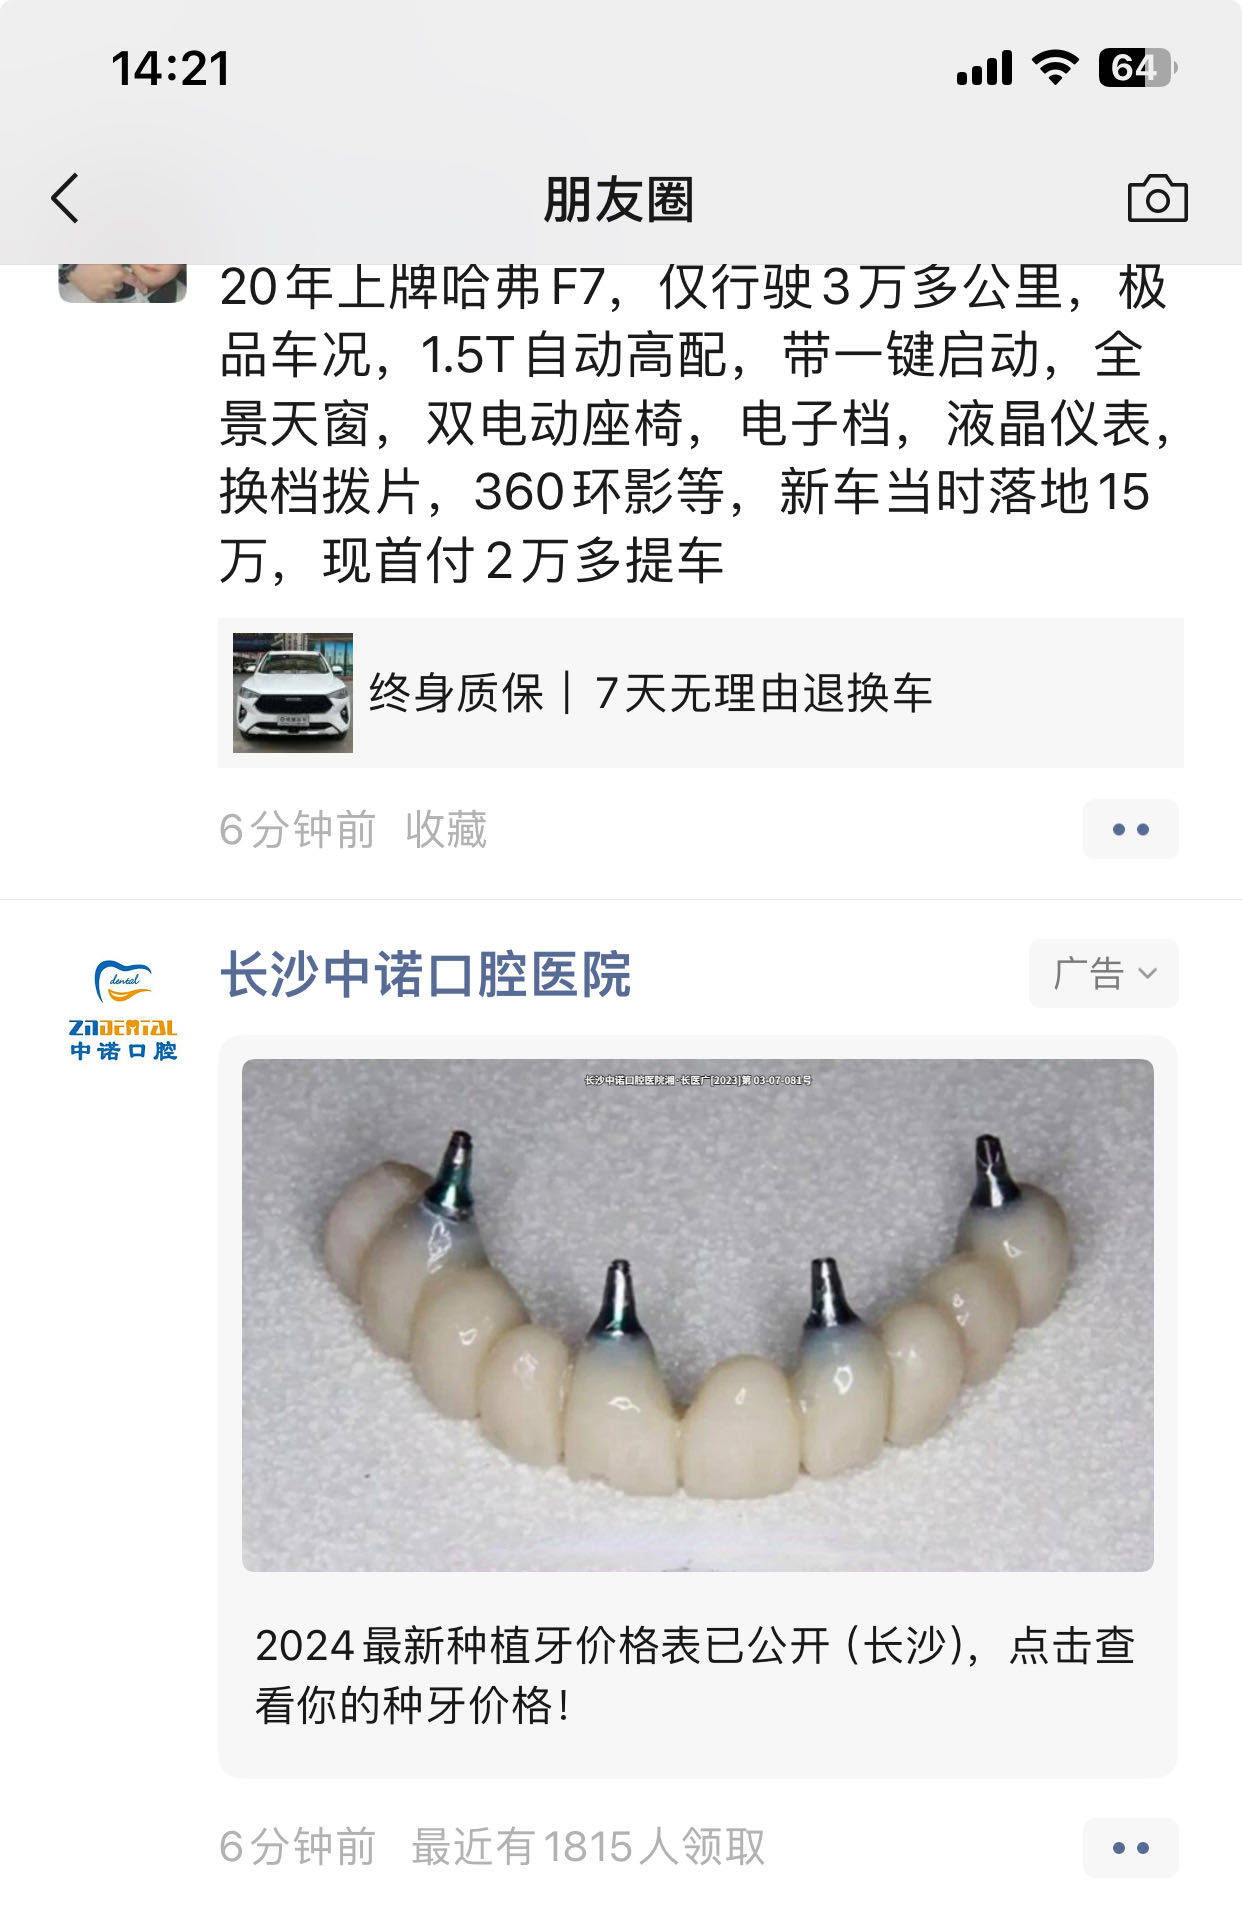 14:21
64
朋友圈
20年上牌哈弗F7，仅行驶3万多公里，极
品车况，1.5T自动高配，带一键启动，全
景天窗，双电动座椅，电子档，液晶仪表，
换档拨片，360环影等，新车当时落地15
万，现首付2万多提车
终身质保｜7天无理由退换车
6分钟前 收藏
长沙中诺口腔医院
广告
dental
ZNDENTAL
中诺口腔
长沙中诺口腔医院湘·长医广[2023]第 03-07-081号
2024最新种植牙价格表已公开（长沙），点击查
看你的种牙价格！
6分钟前 最近有1815人领取